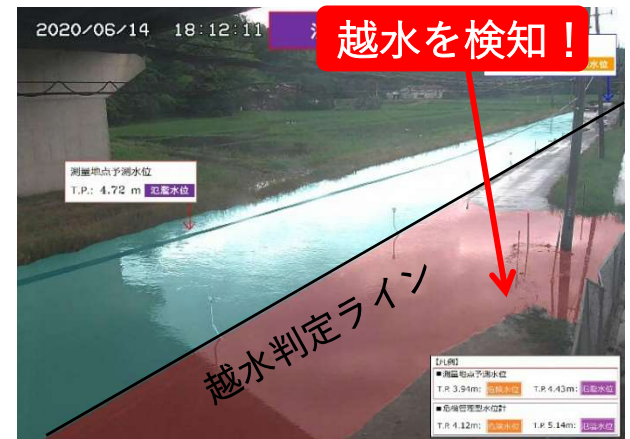 2020/06/14 18:12:11
越水を検知！
水位
測量地点予測水位
T.P.: 4.72 m 氾濫水位
越水判定ライン
【凡例】
■測量地点予測水位
T.P. 3.94m: 危険水位 T.P. 4.43m: 氾濫水位
■危機管理型水位計
T.P. 4.12m: 危険水位 T.P. 5.14m: 氾濫水位